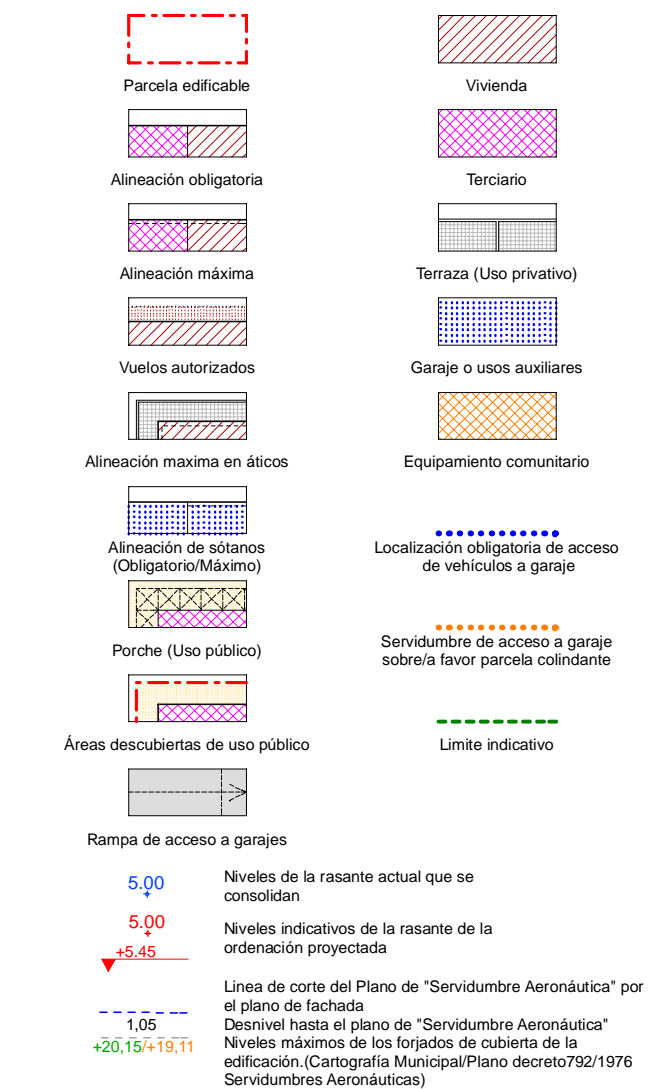 Parcela edificable
Vivienda
Alineación obligatoria
Terciario
Alineación máxima
Terraza (Uso privativo)
Vuelos autorizados
Garaje o usos auxiliares
Alineación maxima en áticos
Equipamiento comunitario
Alineación de sótanos
(Obligatorio/Máximo)
Localización obligatoria de acceso
de vehículos a garaje
Porche (Uso público)
Servidumbre de acceso a garaje
sobre/a favor parcela colindante
Áreas descubiertas de uso público
Limite indicativo
Rampa de acceso a garajes
5.00
Niveles de la rasante actual que se
consolidan
5.00
+5.45
Niveles indicativos de la rasante de la
ordenación proyectada
Linea de corte del Plano de "Servidumbre Aeronáutica" por
el plano de fachada
1,05
Desnivel hasta el plano de "Servidumbre Aeronáutica"
+20,15/+19,11
Niveles máximos de los forjados de cubierta de la
edificación.(Cartografía Municipal/Plano decreto792/1976
Servidumbres Aeronáuticas)